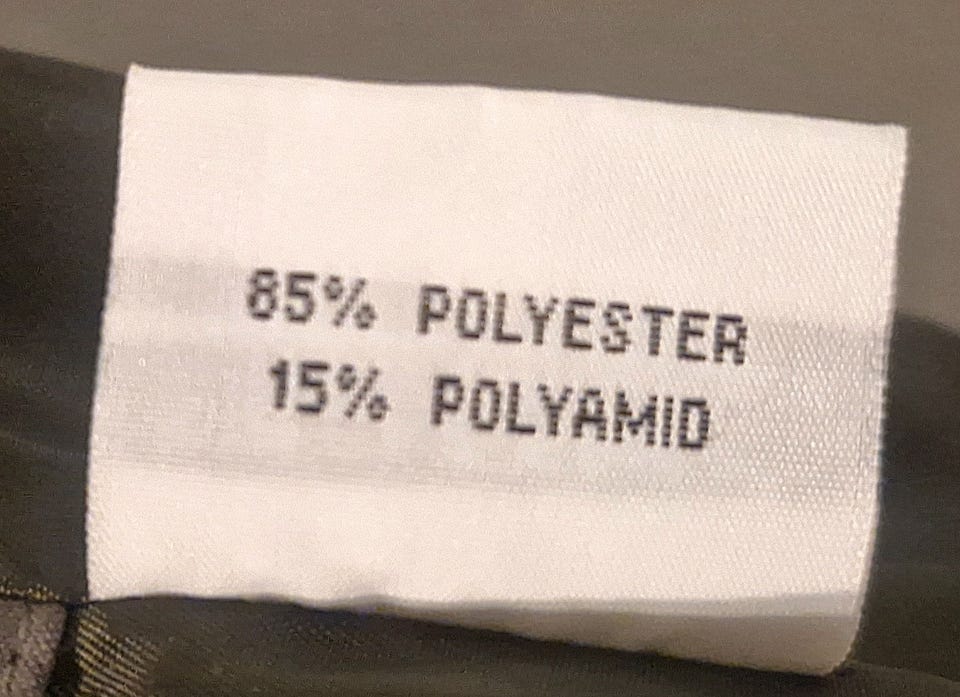 85% POLYESTER
15% POLYAMID